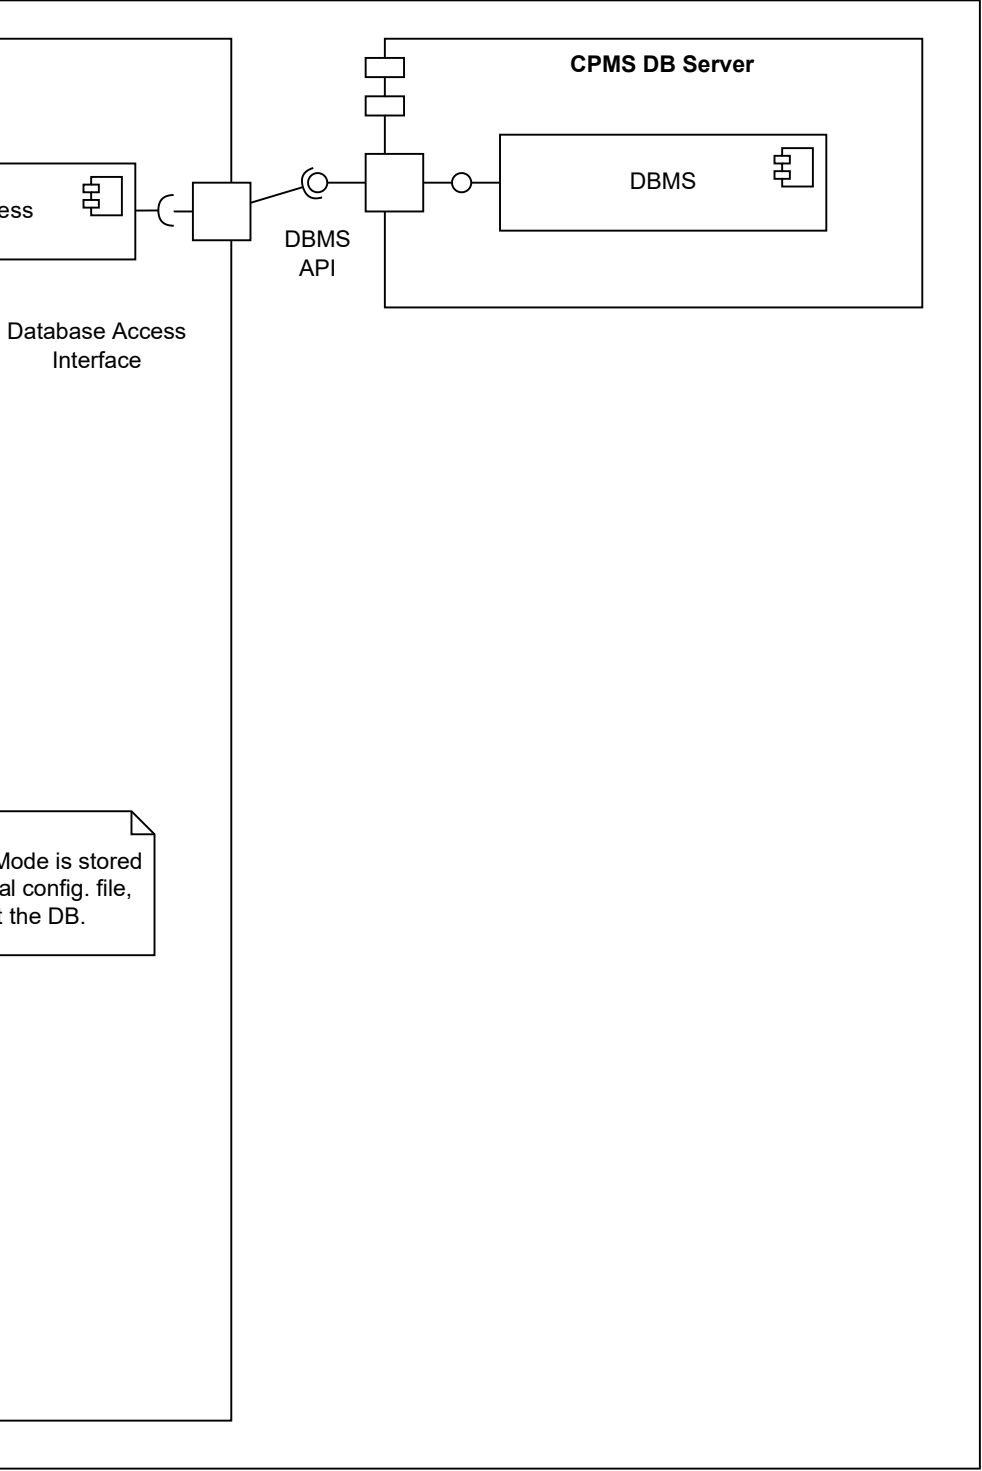 CPMS DB Server
DBMS
ess
DBMS
API
Database Access
Interface
Mode is stored
al config. file,
t the DB.